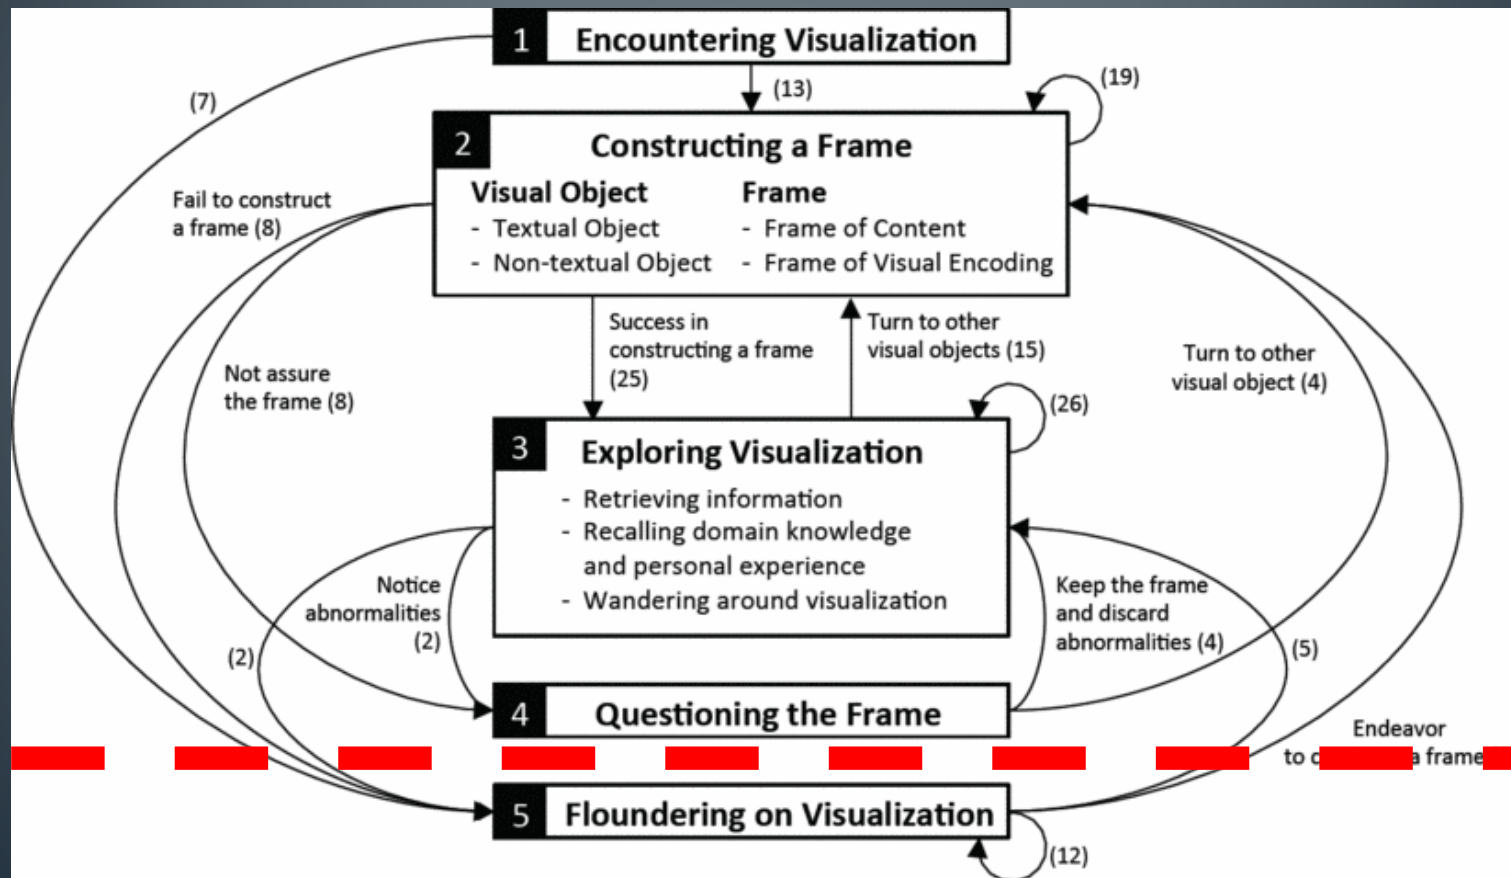 1 Encountering Visualization
(7)
(13)
(19)
2 Constructing a Frame
Visual Object
- Textual Object
- Non-textual Object
Frame
- Frame of Content
- Frame of Visual Encoding
Fail to construct
a frame (8)
Not assure
the frame (8)
Success in
constructing a frame
(25)
Turn to other
visual objects (15)
Turn to other
visual object (4)
(26)
3 Exploring Visualization
- Retrieving information
- Recalling domain knowledge
and personal experience
- Wandering around visualization
Notice
abnormalities
(2)
(2)
Keep the frame
and discard
abnormalities (4)
(5)
4 Questioning the Frame
Endeavor
to a frame
5 Floundering on Visualization
(12)